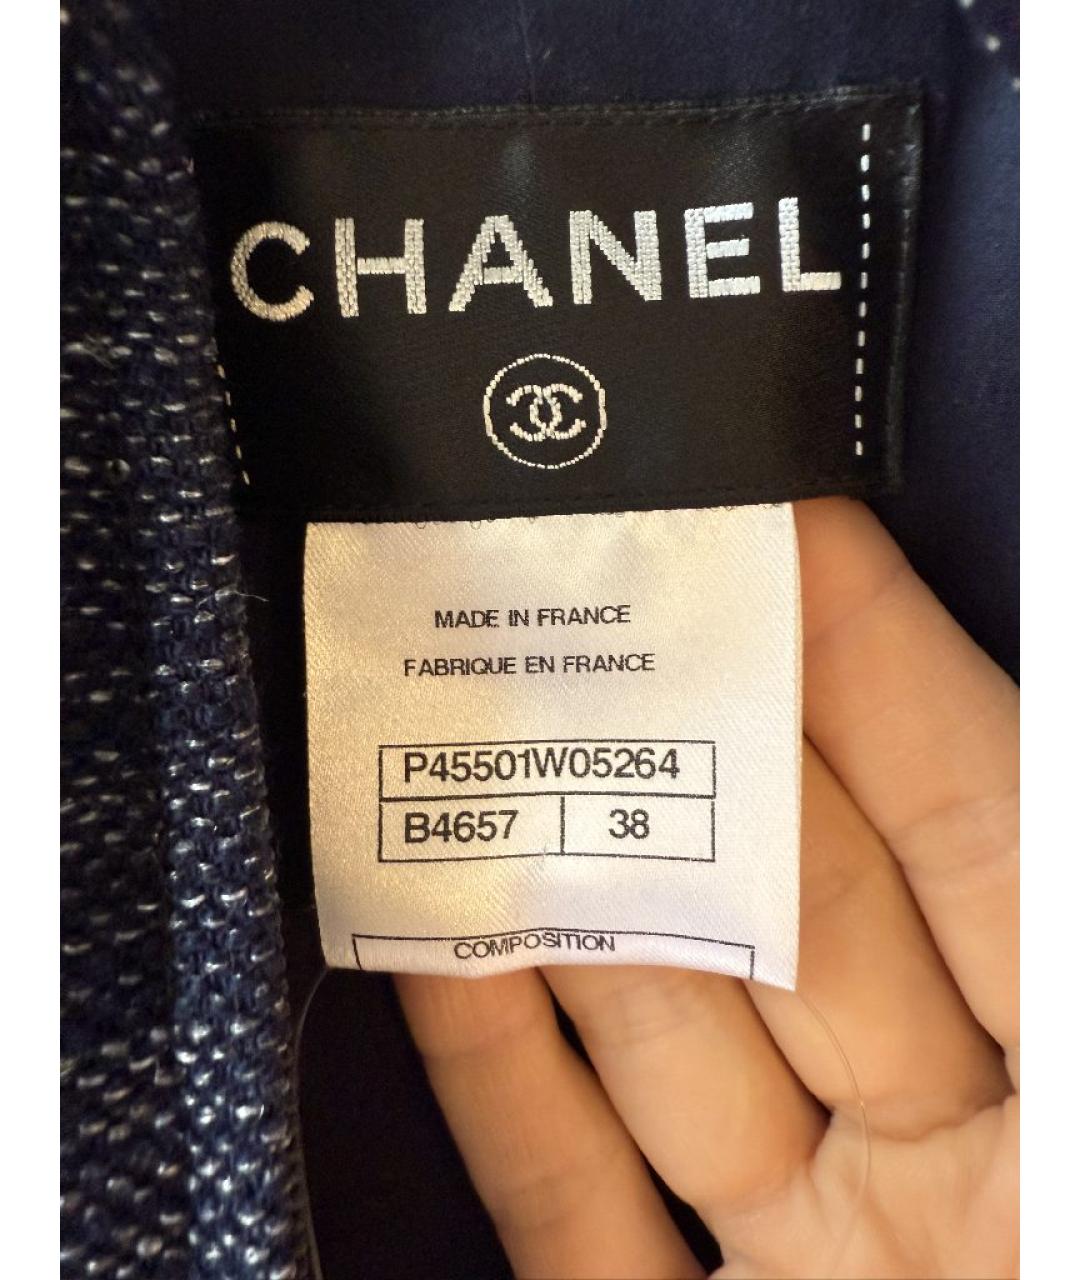 CHANEL
MADE IN FRANCE
FABRIQUE EN FRANCE
P45501W05264
B4657 38
COMPOSITION